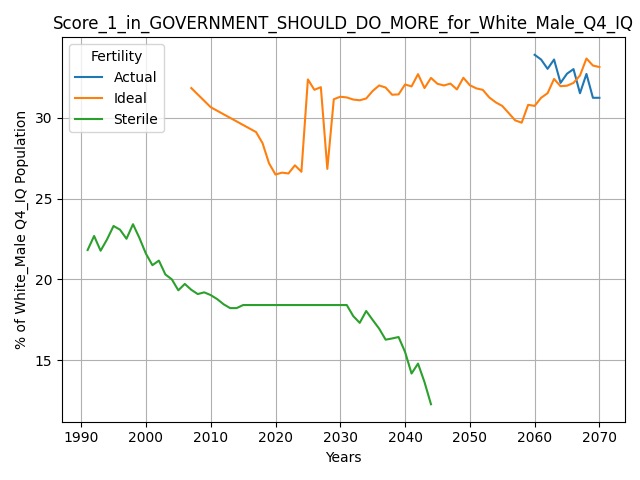 Score_1_in_GOVERNMENT_SHOULD_DO_MORE_for_White_Male_Q4_IQ
Fertility
Actual
Ideal
Sterile
% of White_Male Q4_IQ Population
30
25
20
15
1990 2000 2010 2020 2030 2040 2050 2060 2070
Years